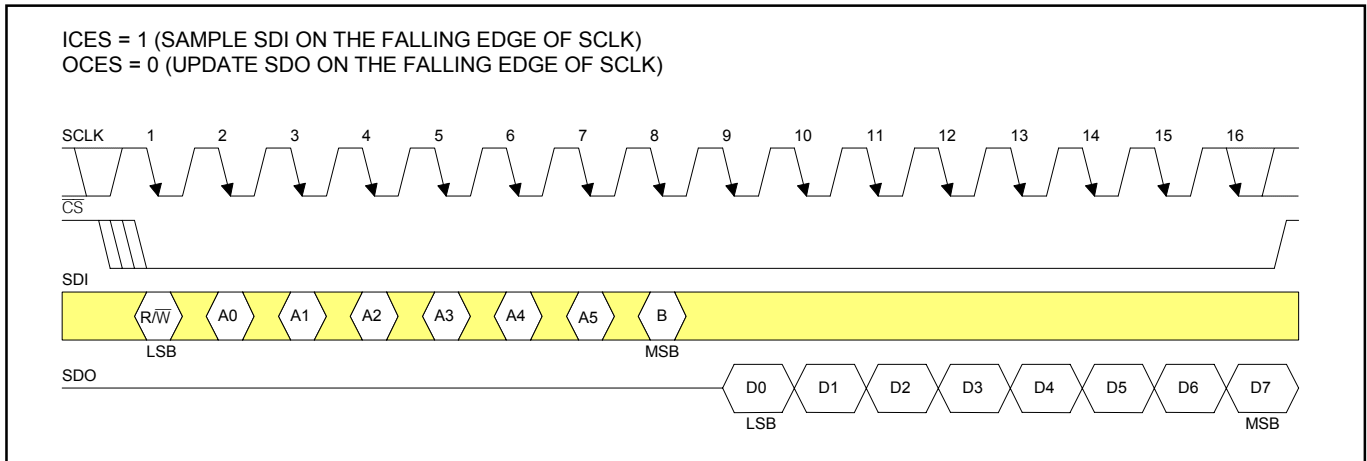 ICES = 1 (SAMPLE SDI ON THE FALLING EDGE OF SCLK)
OCES = 0 (UPDATE SDO ON THE FALLING EDGE OF SCLK)
SCLK 1 2 3 4 5 6 7 8 9 10 11 12 13 14 15 16
C̅S̅
SDI
R/W̅ A0 A1 A2 A3 A4 A5 B
LSB MSB
SDO
D0 D1 D2 D3 D4 D5 D6 D7
LSB MSB